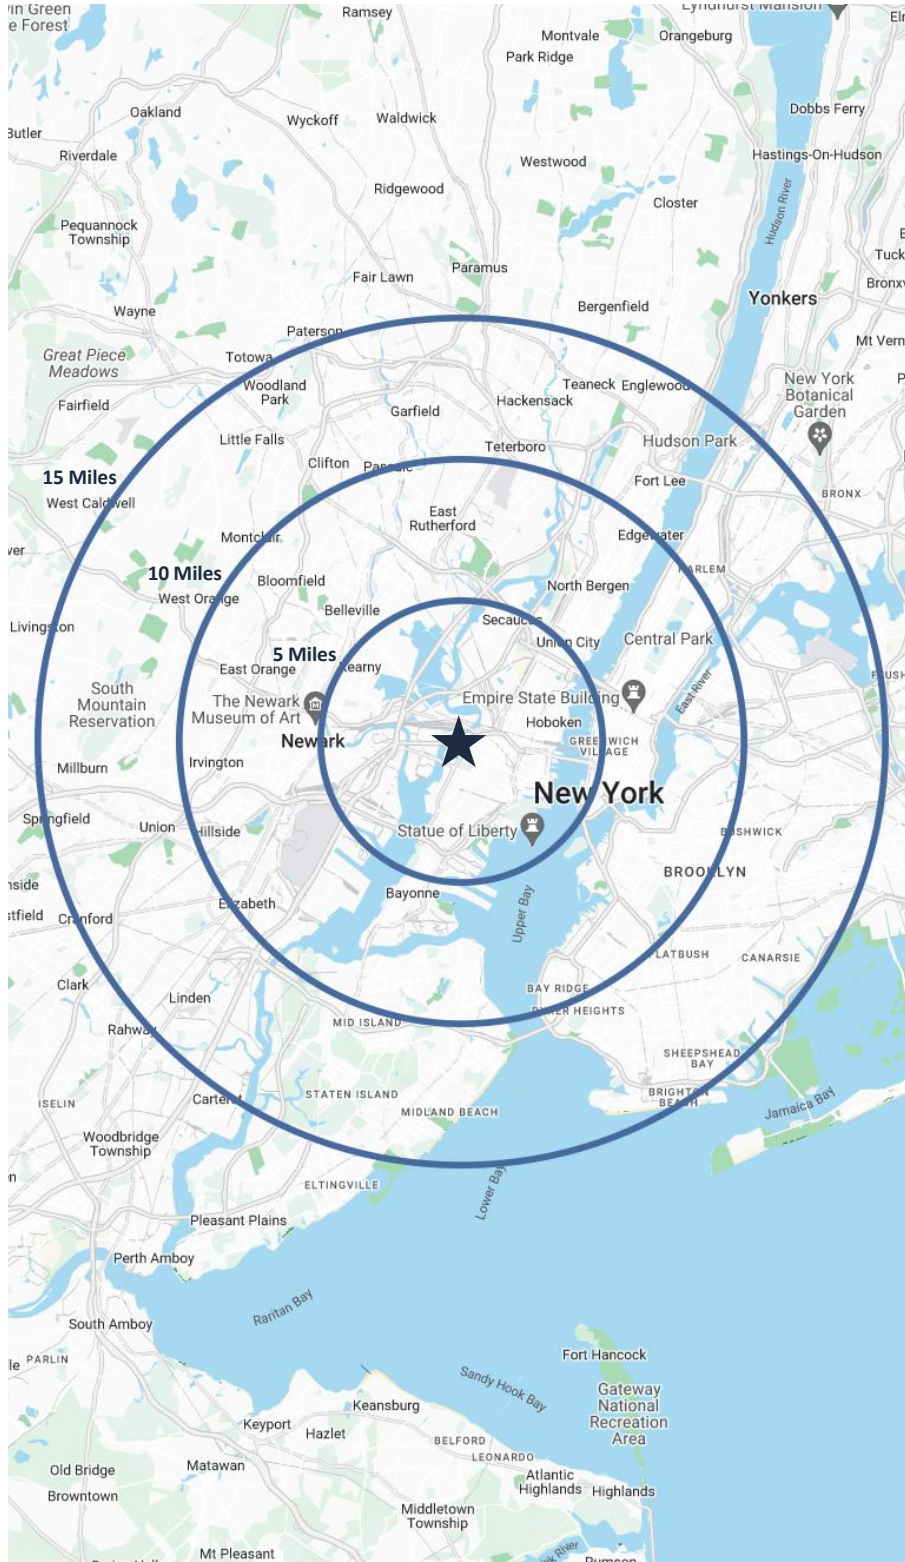 Ramsey
e Forest
Lyndhurst Mansion
Montvale
Orangeburg
Park Ridge
Oakland
Wyckoff
Waldwick
Dobbs Ferry
Butler
Riverdale
Westwood
Hastings-On-Hudson
Ridgewood
Closter
Hudson River
Pequannock
Township
Fair Lawn
Paramus
Yonkers
Bergenfield
Wayne
Paterson
Mt Vern
Great Piece
Meadows
Totowa
Woodland
Park
Teaneck
Englewood
New York
Botanical
Garden
Fairfield
Garfield
Hackensack
Little Falls
Teterboro
Hudson Park
Clifton
Passaic
15 Miles
Fort Lee
West Caldwell
BRONX
East
Rutherford
Montclair
Edgewater
10 Miles
Bloomfield
North Bergen
HARLEM
West Orange
Belleville
Secaucus
Livingston
Union City
Central Park
5 Miles
East Orange
Kearny
South
Mountain
Reservation
The Newark
Museum of Art
Empire State Building
East River
Hoboken
Newark
GREENWICH
VILLAGE
Millburn
Irvington
New York
Springfield
Union
Hillside
Statue of Liberty
BUSHWICK
BROOKLYN
Elizabeth
Bayonne
Cranford
Upper Bay
FLATBUSH
CANARSIE
Clark
Linden
BAY RIDGE
DYKER HEIGHTS
Rahway
MID ISLAND
SHEEPSHEAD
BAY
ISELIN
Carteret
STATEN ISLAND
BRIGHTON
BEACH
Jamaica Bay
MIDLAND BEACH
Woodbridge
Township
ELTINGVILLE
Lower Bay
Pleasant Plains
Perth Amboy
Raritan Bay
South Amboy
PARLIN
Fort Hancock
Sandy Hook Bay
Gateway
National
Recreation
Area
Keansburg
Keyport
Hazlet
BELFORD
LEONARDO
Matawan
Old Bridge
Browntown
Atlantic
Highlands
Highlands
Middletown
Township
Mt Pleasant
Rumson